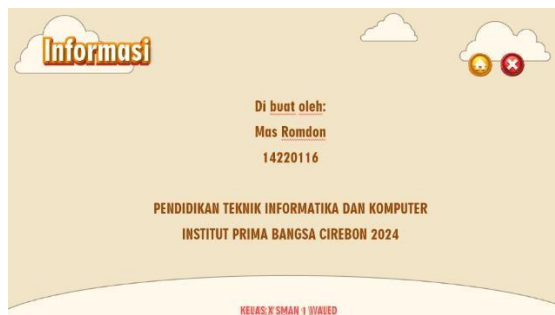 Informasi
Di buat oleh:
Mas Romdon
14220116
PENDIDIKAN TEKNIK INFORMATIKA DAN KOMPUTER
INSTITUT PRIMA BANGSA CIREBON 2024
KELAS X SMAN 1 WALED